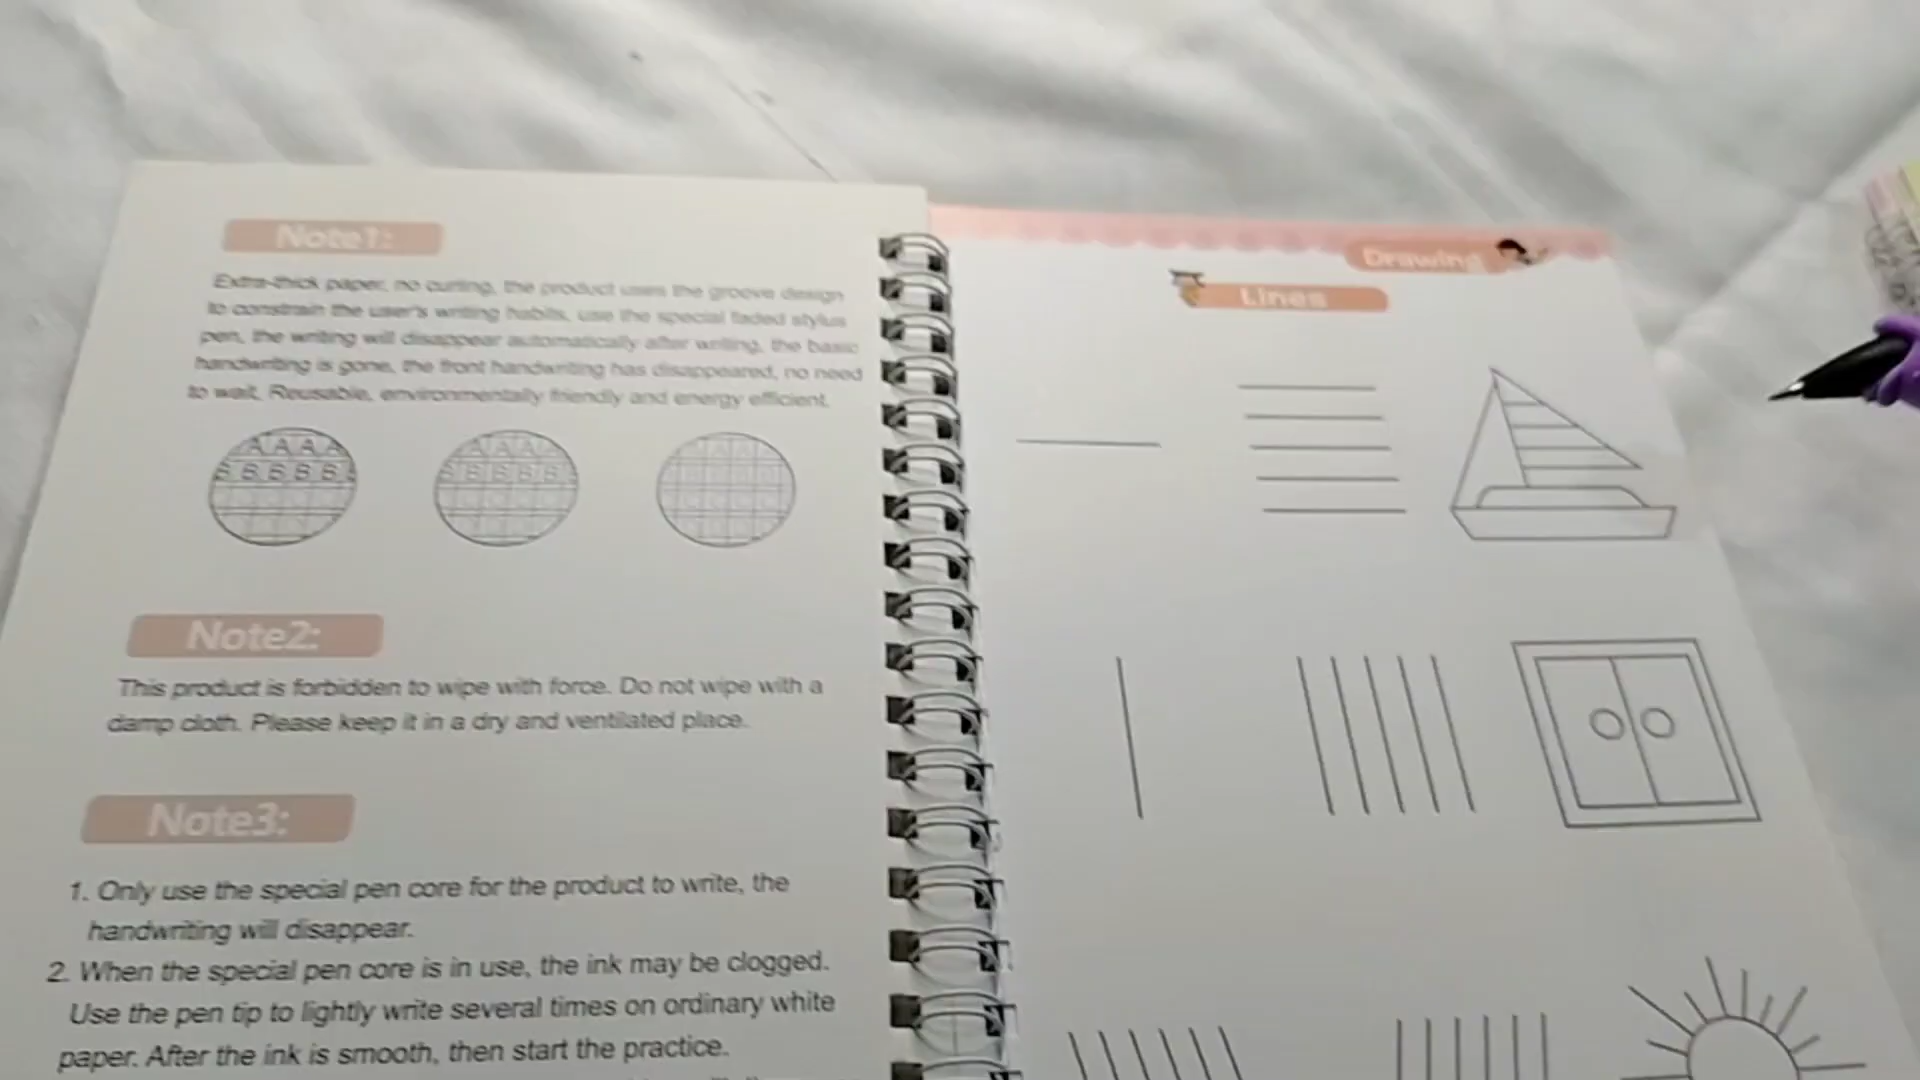 Note1:
Extra-thick paper, no curling, the product uses the groove design
to constrain the user's writing habits, use the special faded stylus
pen, the writing will disappear automatically after writing, the basic
handwriting is gone, the front handwriting has disappeared, no need
to wait, Reusable, environmentally friendly and energy efficient.
A A A A
B B B B B
A A A
B B B B
Note2:
This product is forbidden to wipe with force. Do not wipe with a
damp cloth. Please keep it in a dry and ventilated place.
Note3:
1. Only use the special pen core for the product to write, the
handwriting will disappear.
2. When the special pen core is in use, the ink may be clogged.
Use the pen tip to lightly write several times on ordinary white
paper. After the ink is smooth, then start the practice.
Drawing
Lines